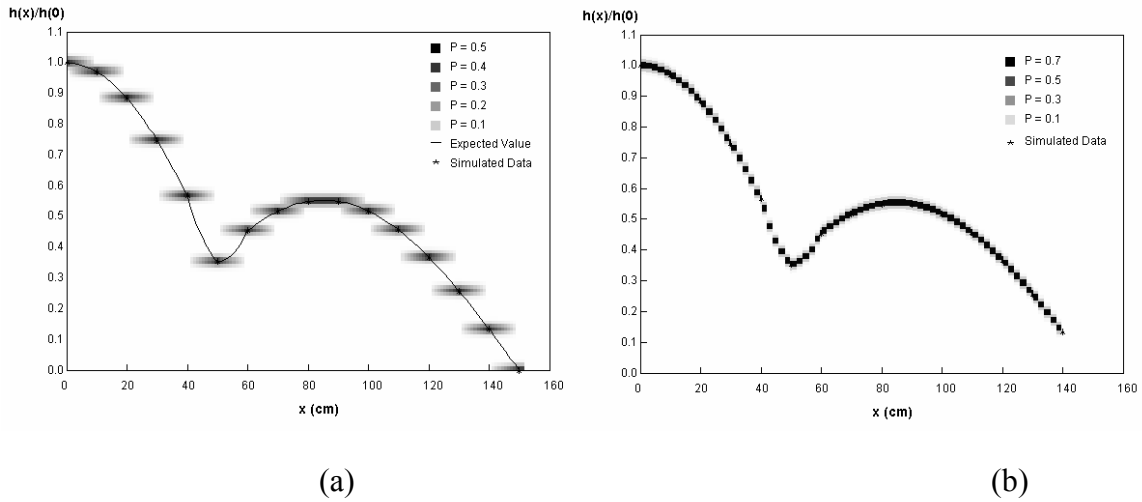 h(x)/h(0)
1.1
1.0
0.9
0.8
0.7
0.6
0.5
0.4
0.3
0.2
0.1
0.0
0 20 40 60 80 100 120 140 160
x (cm)
P = 0.5
P = 0.4
P = 0.3
P = 0.2
P = 0.1
Expected Value
Simulated Data
(a)
h(x)/h(0)
1.1
1.0
0.9
0.8
0.7
0.6
0.5
0.4
0.3
0.2
0.1
0.0
0 20 40 60 80 100 120 140 160
x (cm)
P = 0.7
P = 0.5
P = 0.3
P = 0.1
Simulated Data
(b)